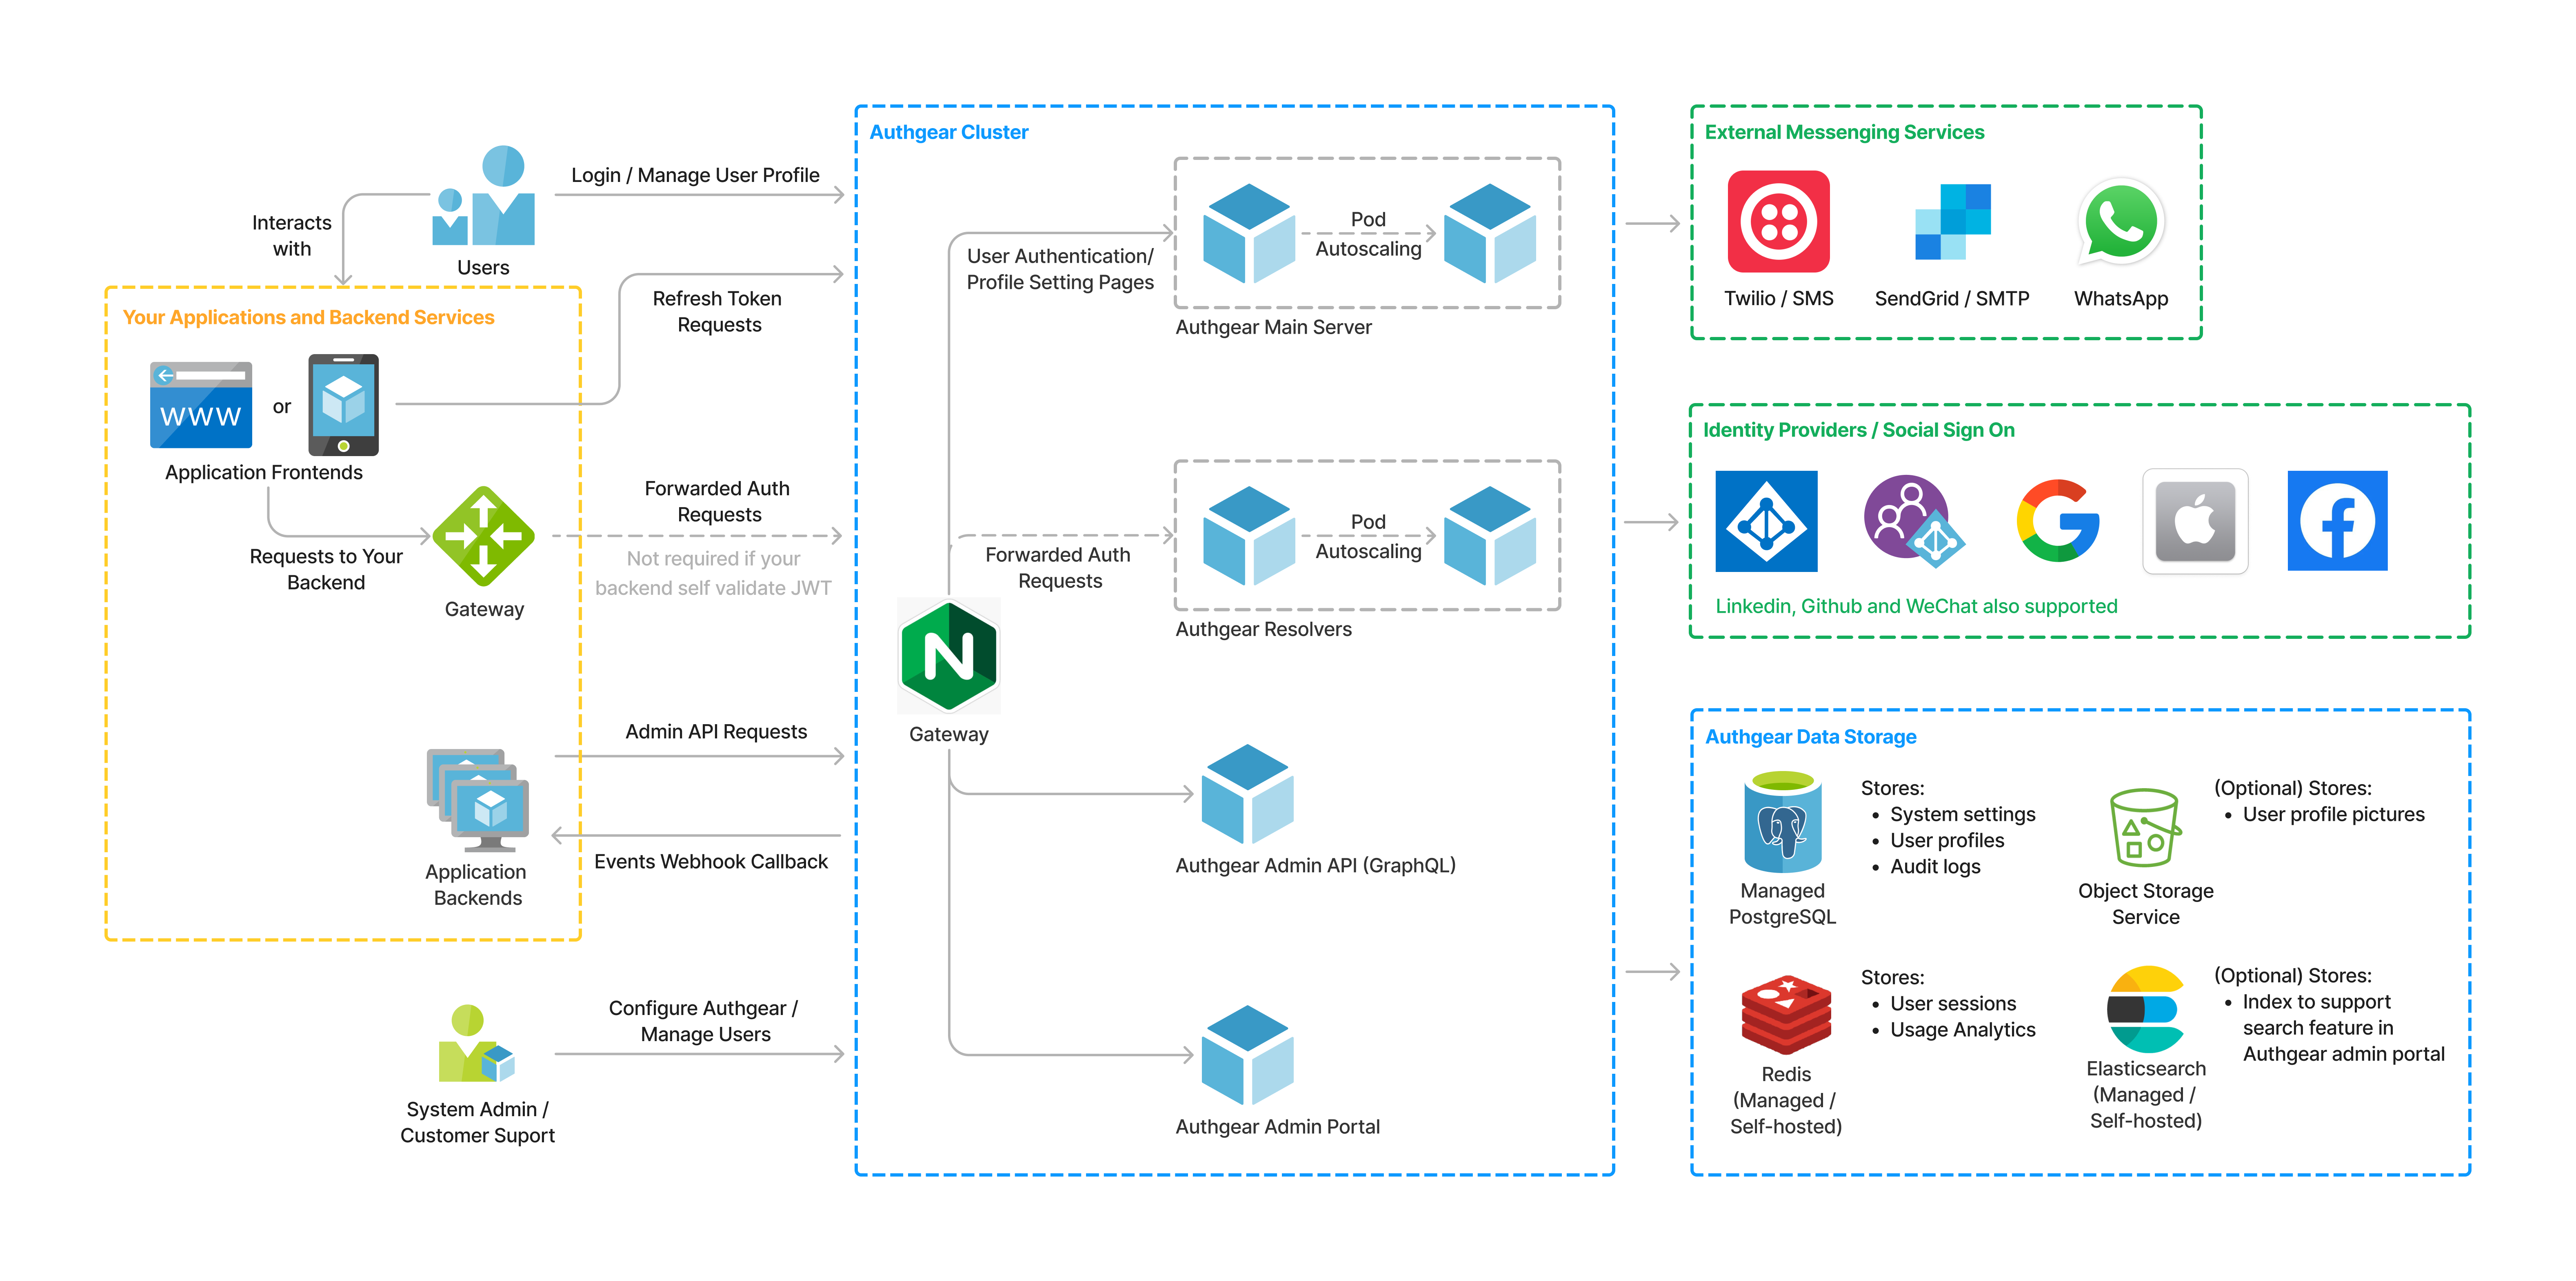 Users
Interacts
with
Login / Manage User Profile
Refresh Token
Requests
Your Applications and Backend Services
WWW
or
Application Frontends
Requests to Your
Backend
Gateway
Forwarded Auth
Requests
Not required if your
backend self validate JWT
Application
Backends
Admin API Requests
Events Webhook Callback
System Admin /
Customer Suport
Configure Authgear /
Manage Users
Authgear Cluster
N
Gateway
User Authentication/
Profile Setting Pages
Pod
Autoscaling
Authgear Main Server
Forwarded Auth
Requests
Pod
Autoscaling
Authgear Resolvers
Authgear Admin API (GraphQL)
Authgear Admin Portal
External Messenging Services
Twilio / SMS
SendGrid / SMTP
WhatsApp
Identity Providers / Social Sign On
Linkedin, Github and WeChat also supported
Authgear Data Storage
Managed
PostgreSQL
Stores:
• System settings
• User profiles
• Audit logs
Object Storage
Service
(Optional) Stores:
• User profile pictures
Redis
(Managed /
Self-hosted)
Stores:
• User sessions
• Usage Analytics
Elasticsearch
(Managed /
Self-hosted)
(Optional) Stores:
• Index to support
search feature in
Authgear admin portal